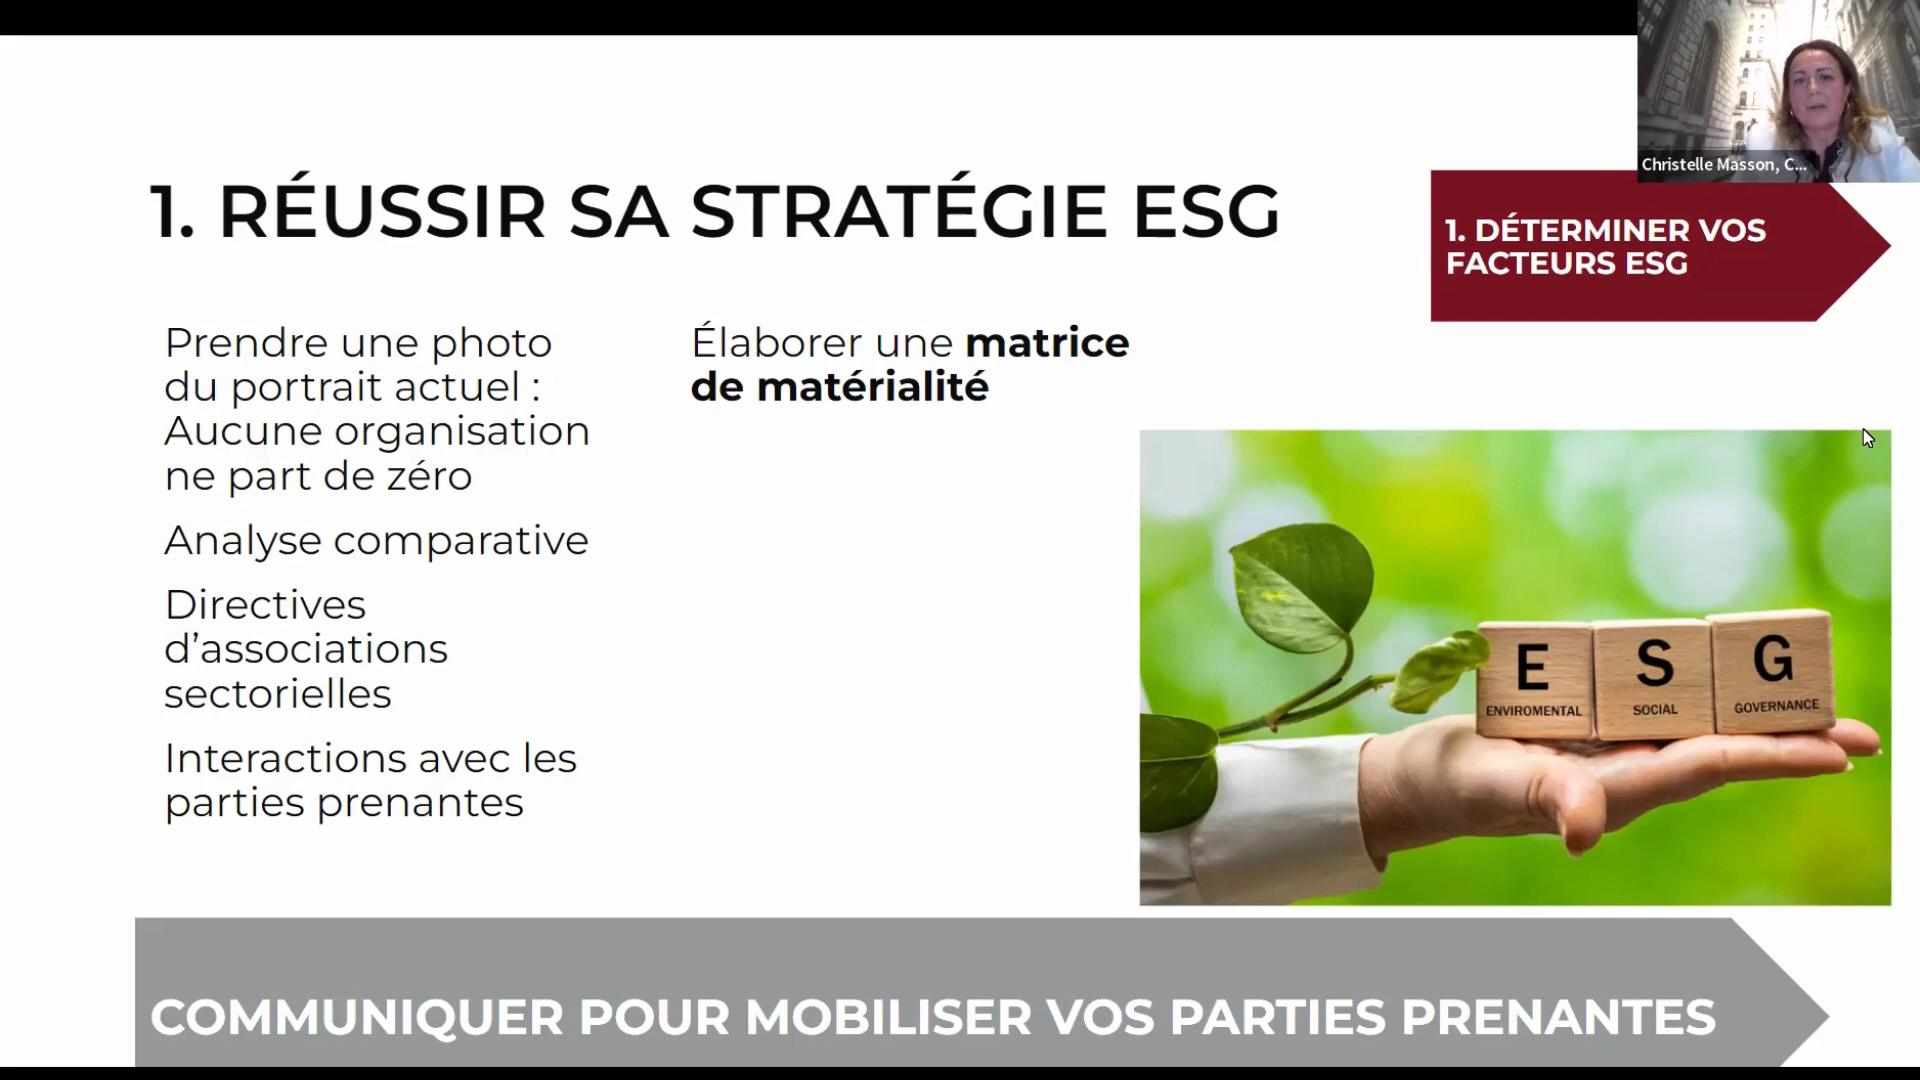 Christelle Masson, C...
1. RÉUSSIR SA STRATÉGIE ESG
1. DÉTERMINER VOS
FACTEURS ESG
Prendre une photo
du portrait actuel :
Aucune organisation
ne part de zéro
Analyse comparative
Directives
d’associations
sectorielles
Interactions avec les
parties prenantes
Élaborer une matrice
de matérialité
E S G
ENVIROMENTAL SOCIAL GOVERNANCE
COMMUNIQUER POUR MOBILISER VOS PARTIES PRENANTES